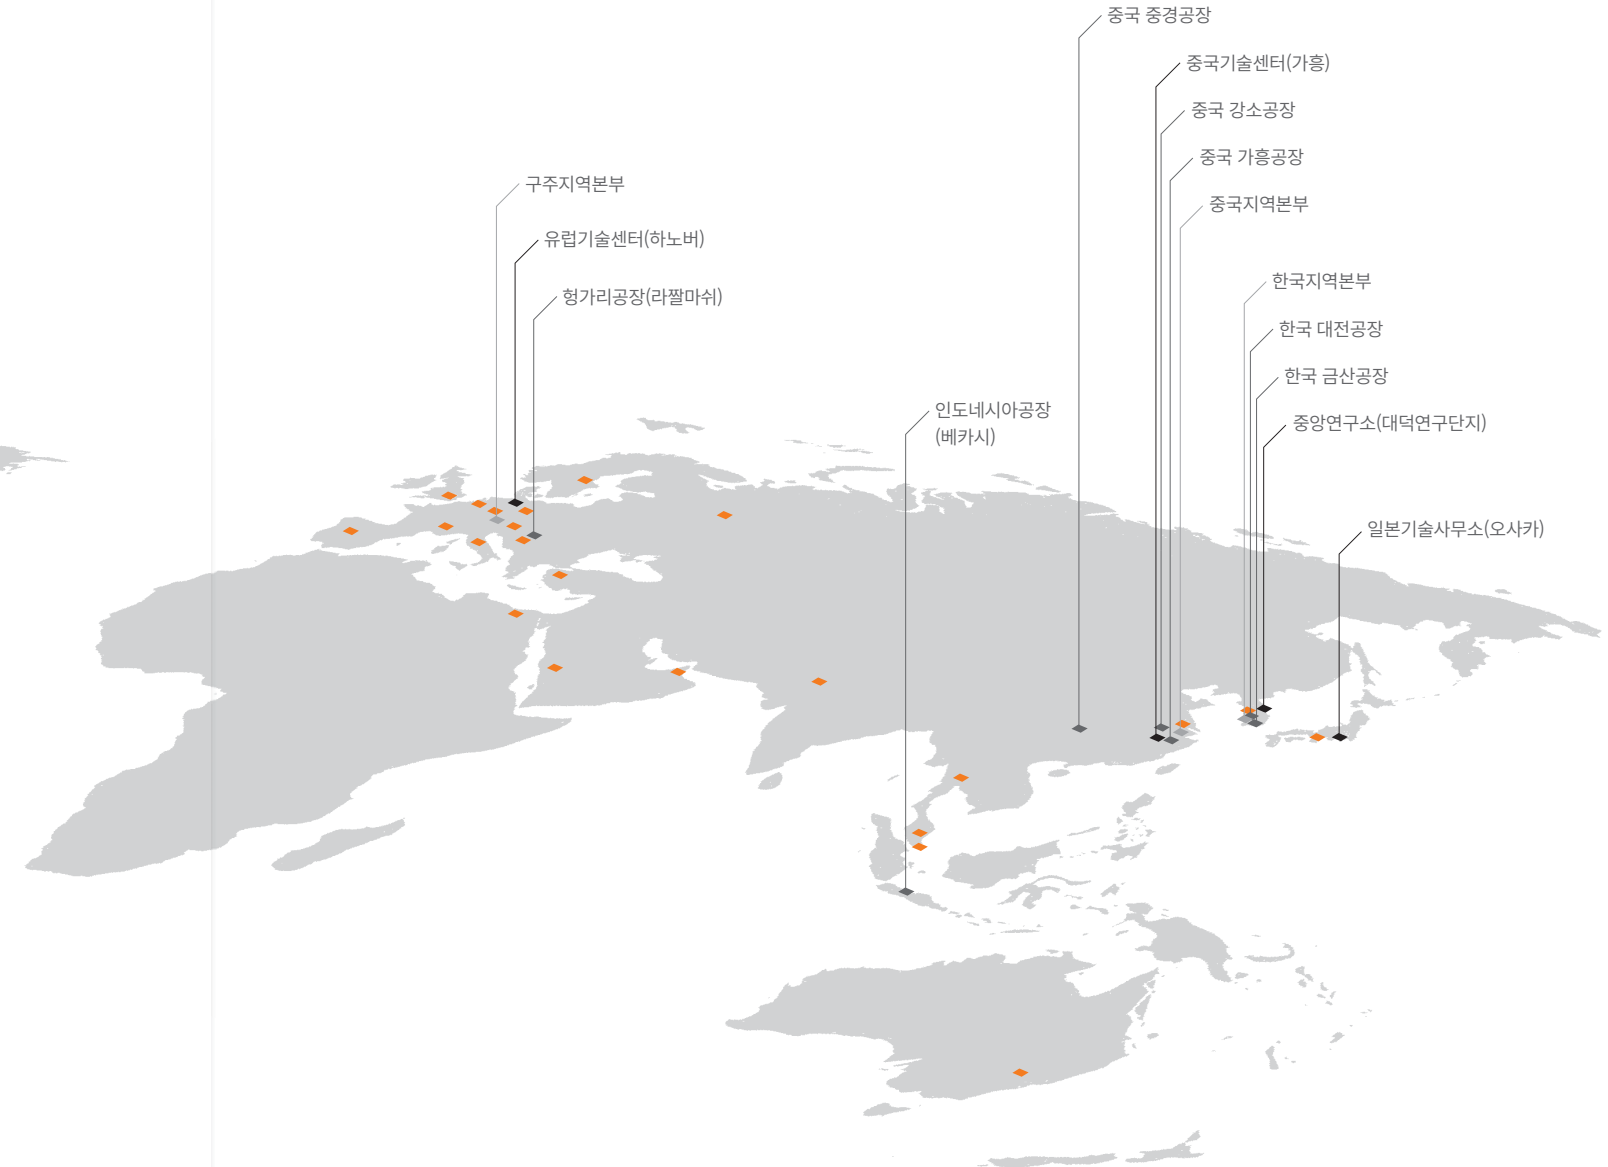 중국 중경공장
중국기술센터(가흥)
중국 강소공장
중국 가흥공장
중국지역본부
구주지역본부
유럽기술센터(하노버)
헝가리공장(라짤마쉬)
한국지역본부
한국 대전공장
한국 금산공장
중앙연구소(대덕연구단지)
인도네시아공장
(베카시)
일본기술사무소(오사카)